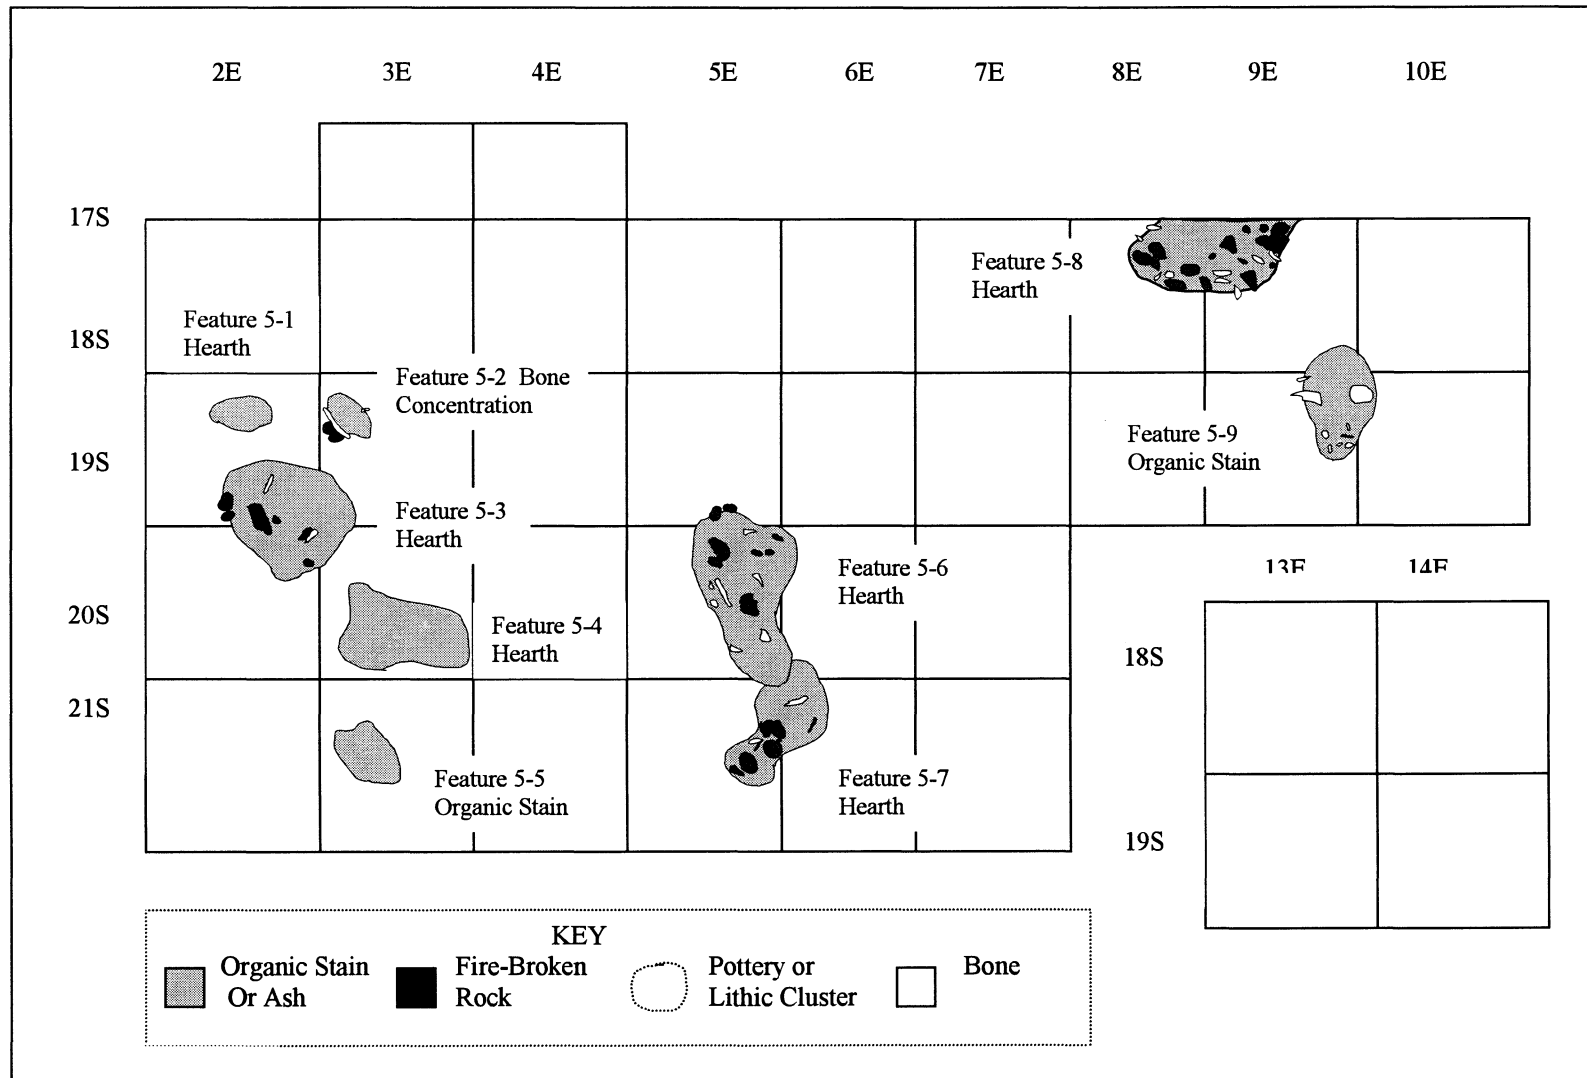 2E 3E 4E 5E 6E 7E 8E 9E 10E
17S
Feature 5-8
Hearth
Feature 5-1
Hearth
18S
Feature 5-2 Bone
Concentration
Feature 5-9
Organic Stain
19S
Feature 5-3
Hearth
Feature 5-6
Hearth
13E 14E
20S
Feature 5-4
Hearth
18S
21S
Feature 5-5
Organic Stain
Feature 5-7
Hearth
19S
KEY
Organic Stain
Or Ash
Fire-Broken
Rock
Pottery or
Lithic Cluster
Bone